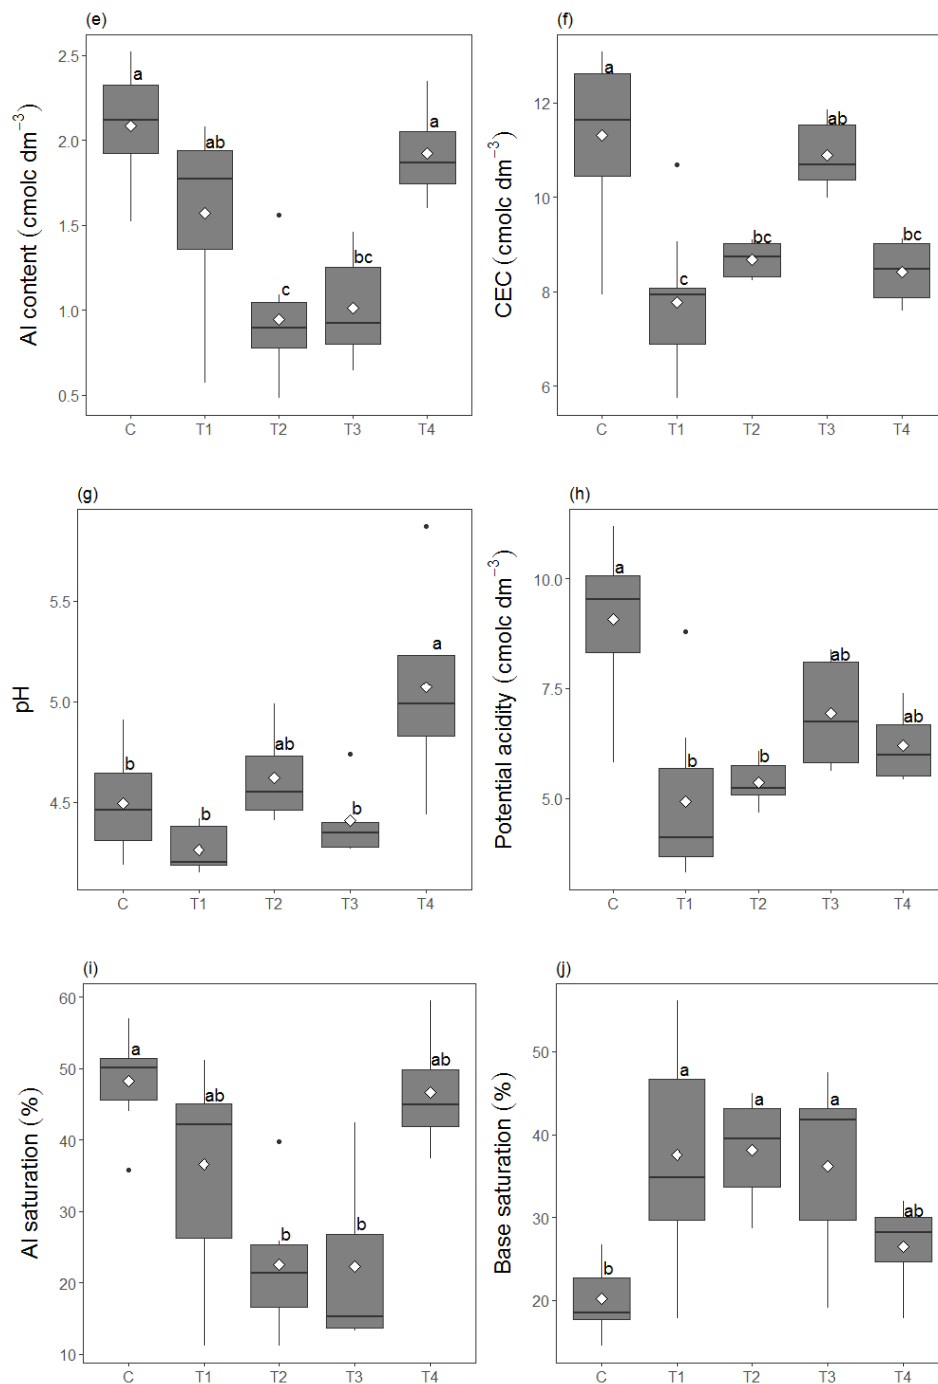 (e)
Al content (cmolc dm⁻³)
2.5
2.0
1.5
1.0
0.5
a
ab
c
bc
a
C T1 T2 T3 T4
(f)
CEC (cmolc dm⁻³)
12
10
8
6
a
c
bc
ab
bc
C T1 T2 T3 T4
(g)
pH
5.5
5.0
4.5
b
b
ab
b
a
C T1 T2 T3 T4
(h)
Potential acidity (cmolc dm⁻³)
10.0
7.5
5.0
a
b
b
ab
ab
C T1 T2 T3 T4
(i)
Al saturation (%)
60
50
40
30
20
10
a
ab
b
b
ab
C T1 T2 T3 T4
(j)
Base saturation (%)
50
40
30
20
b
a
a
a
ab
C T1 T2 T3 T4